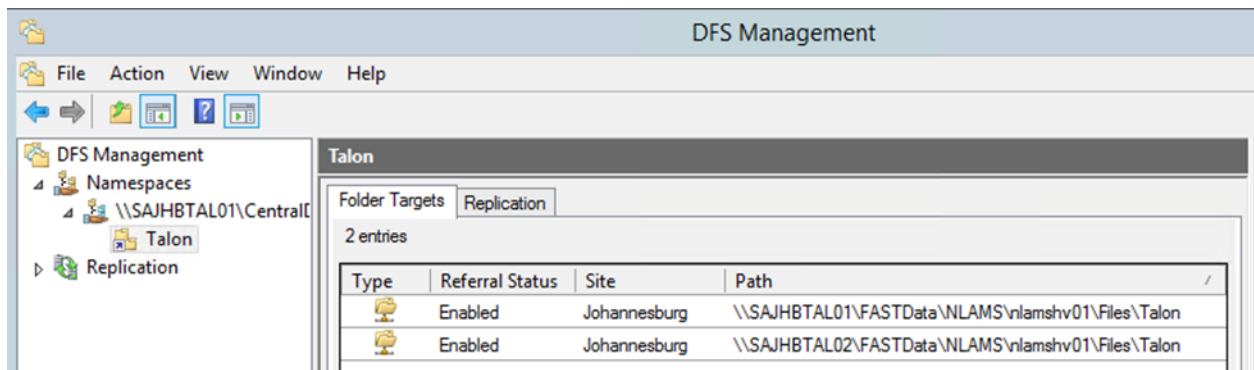 DFS Management
File Action View Window Help
DFS Management
Namespaces
\\SAJHBTAL01\CentralD
Talon
Replication
Talon
Folder Targets Replication
2 entries
Type Referral Status Site Path
Enabled Johannesburg \\SAJHBTAL01\FASTData\NLAMS\nlamshv01\Files\Talon
Enabled Johannesburg \\SAJHBTAL02\FASTData\NLAMS\nlamshv01\Files\Talon